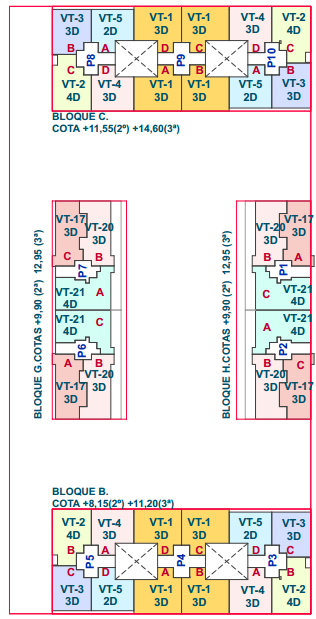 VT-3 VT-5 VT-1 VT-1 VT-4 VT-2
3D 2D 3D 3D 3D 4D
B A D C D C
P8 P9 P10
C D A B A B
VT-2 VT-4 VT-1 VT-1 VT-5 VT-3
4D 3D 3D 3D 2D 3D
BLOQUE C.
COTA +11,55(2º) +14,60(3ª)
BLOQUE G.COTAS +9,90 (2º) 12,95 (3ª)
VT-17 VT-20
3D 3D
C B
P7
VT-21 A
4D
VT-21 C
4D
P6
A B
VT-17 VT-20
3D 3D
BLOQUE H.COTAS +9,90 (2º) 12,95 (3ª)
VT-20 VT-17
3D 3D
B A
P1
C VT-21
4D
A VT-21
4D
P2
B C
VT-20 VT-17
3D 3D
BLOQUE B.
COTA +8,15(2º) +11,20(3ª)
VT-2 VT-4 VT-1 VT-1 VT-5 VT-3
4D 3D 3D 3D 2D 3D
B A D C D C
P5 P4 P3
C D A B A B
VT-3 VT-5 VT-1 VT-1 VT-4 VT-2
3D 2D 3D 3D 3D 4D